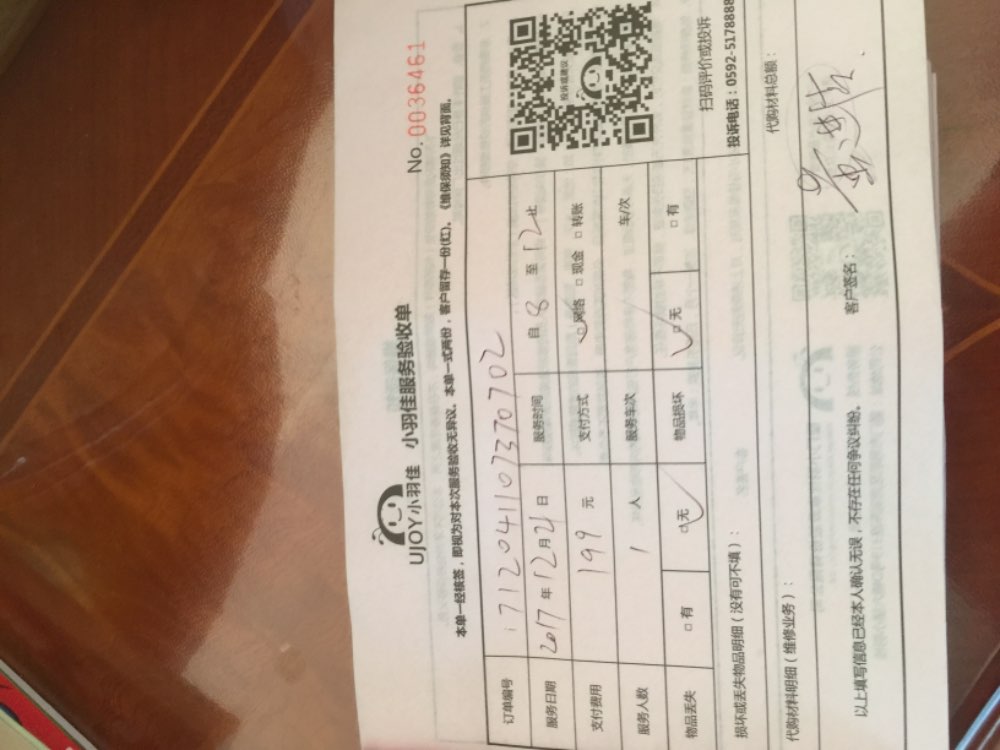 UJOY小羽佳 小羽佳服务验收单
No.0036461
本单一经核签，即视为对本次服务验收无异议。本单一式两份，客户留存一份(红)。《维保须知》详见背面。
订单编号 171204110737070 2
服务日期 2017年12月21日 服务时间 自8至12止
支付费用 199元 支付方式 □网络 □现金 □转账
服务人数 1人 服务车次 车/次
物品丢失 □有 □无 物品损坏 □无 □有
投诉或建议
扫码评价或投诉
投诉电话：0592-5178888
损坏或丢失物品明细（没有可不填）：
代购材料明细（维修业务）： 代购材料总额：
以上填写信息已经本人确认无误，不存在任何争议纠纷。 客户签名：